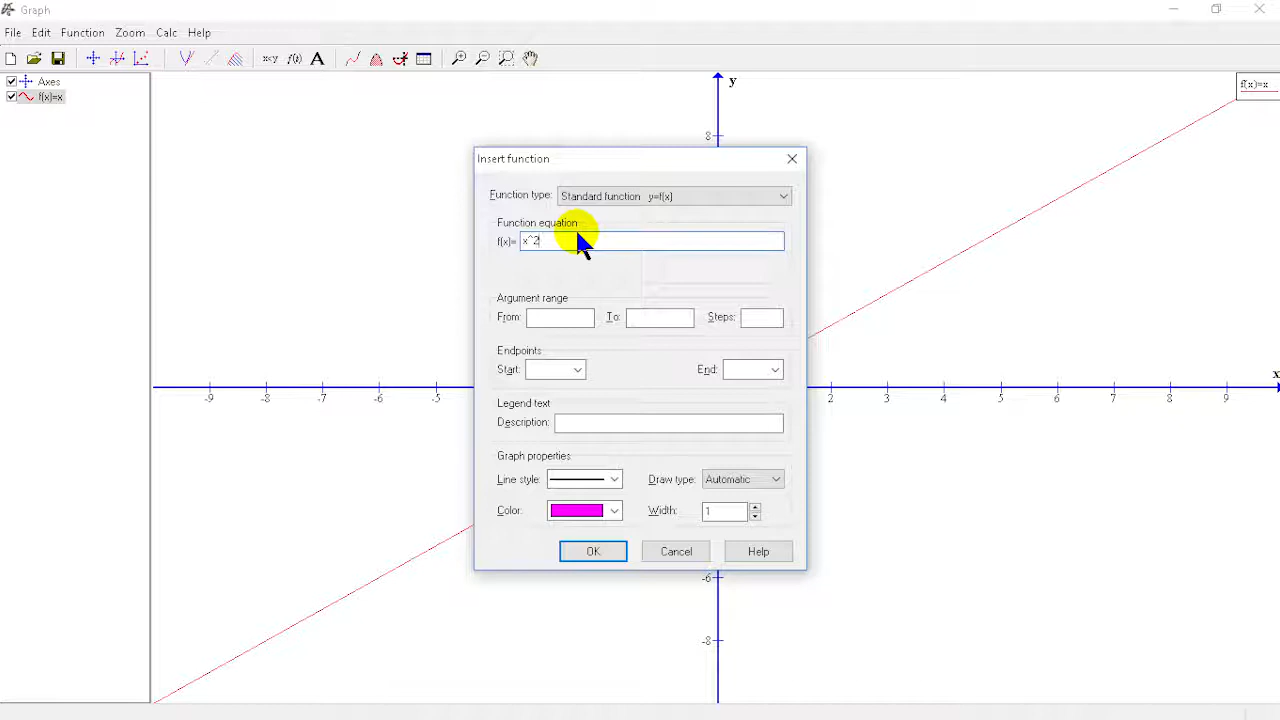 Graph
File Edit Function Zoom Calc Help
Axes
f(x)=x
y
f(x)=x
8
Insert function
Function type: Standard function y=f(x)
Function equation
f(x)= x^2
Argument range
From: To: Steps:
Endpoints
Start: End:
x
-9 -7 -6 -5 2 3 4 5 6 7 8 9
Legend text
Description:
Graph properties
Line style: Draw type: Automatic
Color: Width: 1
OK Cancel Help
-6
-8